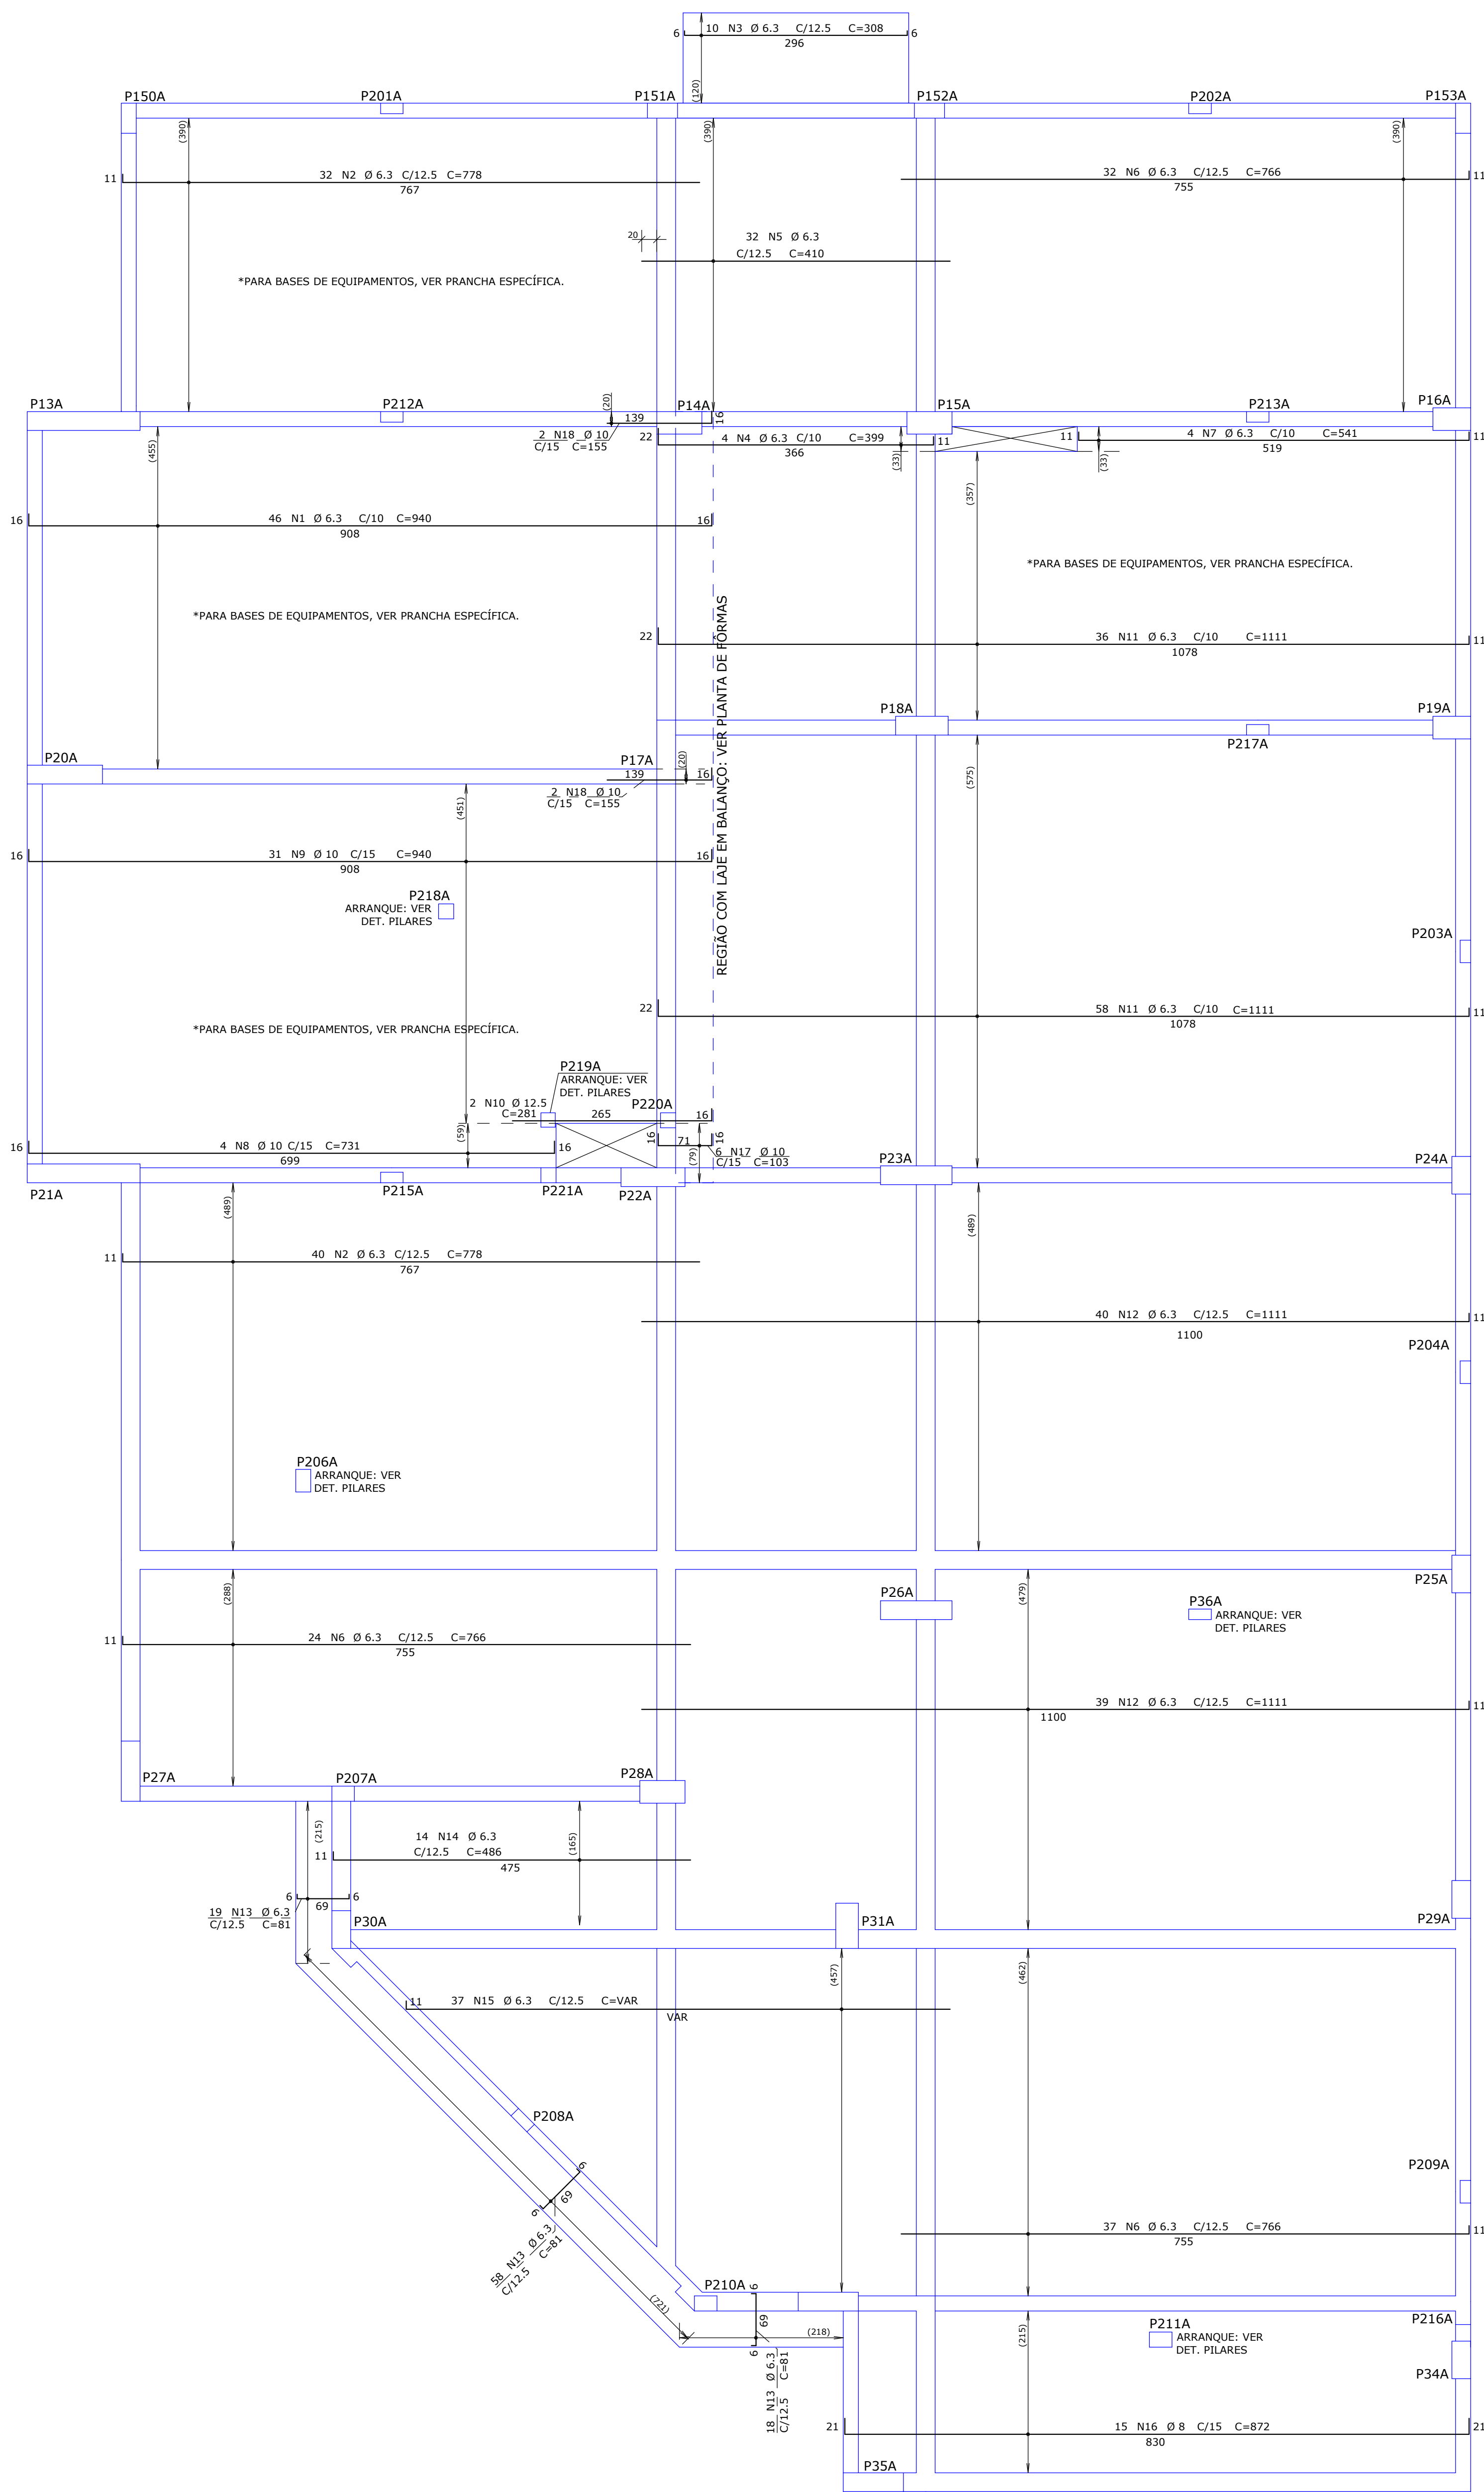 10 N3 Ø 6.3 C/12.5 C=308
6
6
296
(120)
P150A
P201A
P151A
P152A
P202A
P153A
(390)
(390)
(390)
11
32 N2 Ø 6.3 C/12.5 C=778
767
32 N6 Ø 6.3 C/12.5 C=766
755
11
20
32 N5 Ø 6.3
C/12.5 C=410
*PARA BASES DE EQUIPAMENTOS, VER PRANCHA ESPECÍFICA.
P13A
P212A
(20)
P14A
P15A
P213A
P16A
139
16
2 N18 Ø 10
C/15 C=155
22
4 N4 Ø 6.3 C/10 C=399
366
11
(33)
11
4 N7 Ø 6.3 C/10 C=541
519
11
(33)
(455)
(357)
16
46 N1 Ø 6.3 C/10 C=940
908
16
*PARA BASES DE EQUIPAMENTOS, VER PRANCHA ESPECÍFICA.
*PARA BASES DE EQUIPAMENTOS, VER PRANCHA ESPECÍFICA.
REGIÃO COM LAJE EM BALANÇO: VER PLANTA DE FORMAS
22
36 N11 Ø 6.3 C/10 C=1111
1078
11
P18A
P19A
P217A
P20A
P17A
(20)
139
16
2 N18 Ø 10
C/15 C=155
(451)
(575)
16
31 N9 Ø 10 C/15 C=940
908
16
P218A
ARRANQUE: VER
DET. PILARES
P203A
22
58 N11 Ø 6.3 C/10 C=1111
1078
11
*PARA BASES DE EQUIPAMENTOS, VER PRANCHA ESPECÍFICA.
P219A
ARRANQUE: VER
DET. PILARES
2 N10 Ø 12.5
C=281
265
P220A
16
(59)
16
4 N8 Ø 10 C/15 C=731
699
16
16
71
16
(79)
6 N17 Ø 10
C/15 C=103
P23A
P24A
P21A
P215A
P221A
P22A
(489)
(489)
11
40 N2 Ø 6.3 C/12.5 C=778
767
40 N12 Ø 6.3 C/12.5 C=1111
1100
11
P204A
P206A
ARRANQUE: VER
DET. PILARES
(288)
(479)
P25A
P26A
P36A
ARRANQUE: VER
DET. PILARES
11
24 N6 Ø 6.3 C/12.5 C=766
755
39 N12 Ø 6.3 C/12.5 C=1111
1100
11
P27A
P207A
P28A
(215)
(165)
14 N14 Ø 6.3
C/12.5 C=486
11
475
6
6
69
19 N13 Ø 6.3
C/12.5 C=81
P30A
P31A
P29A
(457)
(462)
11
37 N15 Ø 6.3 C/12.5 C=VAR
VAR
P208A
6
69
6
58 N13 Ø 6.3
C/12.5 C=81
P209A
37 N6 Ø 6.3 C/12.5 C=766
755
11
P210A
6
(721)
69
(218)
6
18 N13 Ø 6.3
C/12.5 C=81
(215)
P211A
ARRANQUE: VER
DET. PILARES
P216A
P34A
21
15 N16 Ø 8 C/15 C=872
830
21
P35A